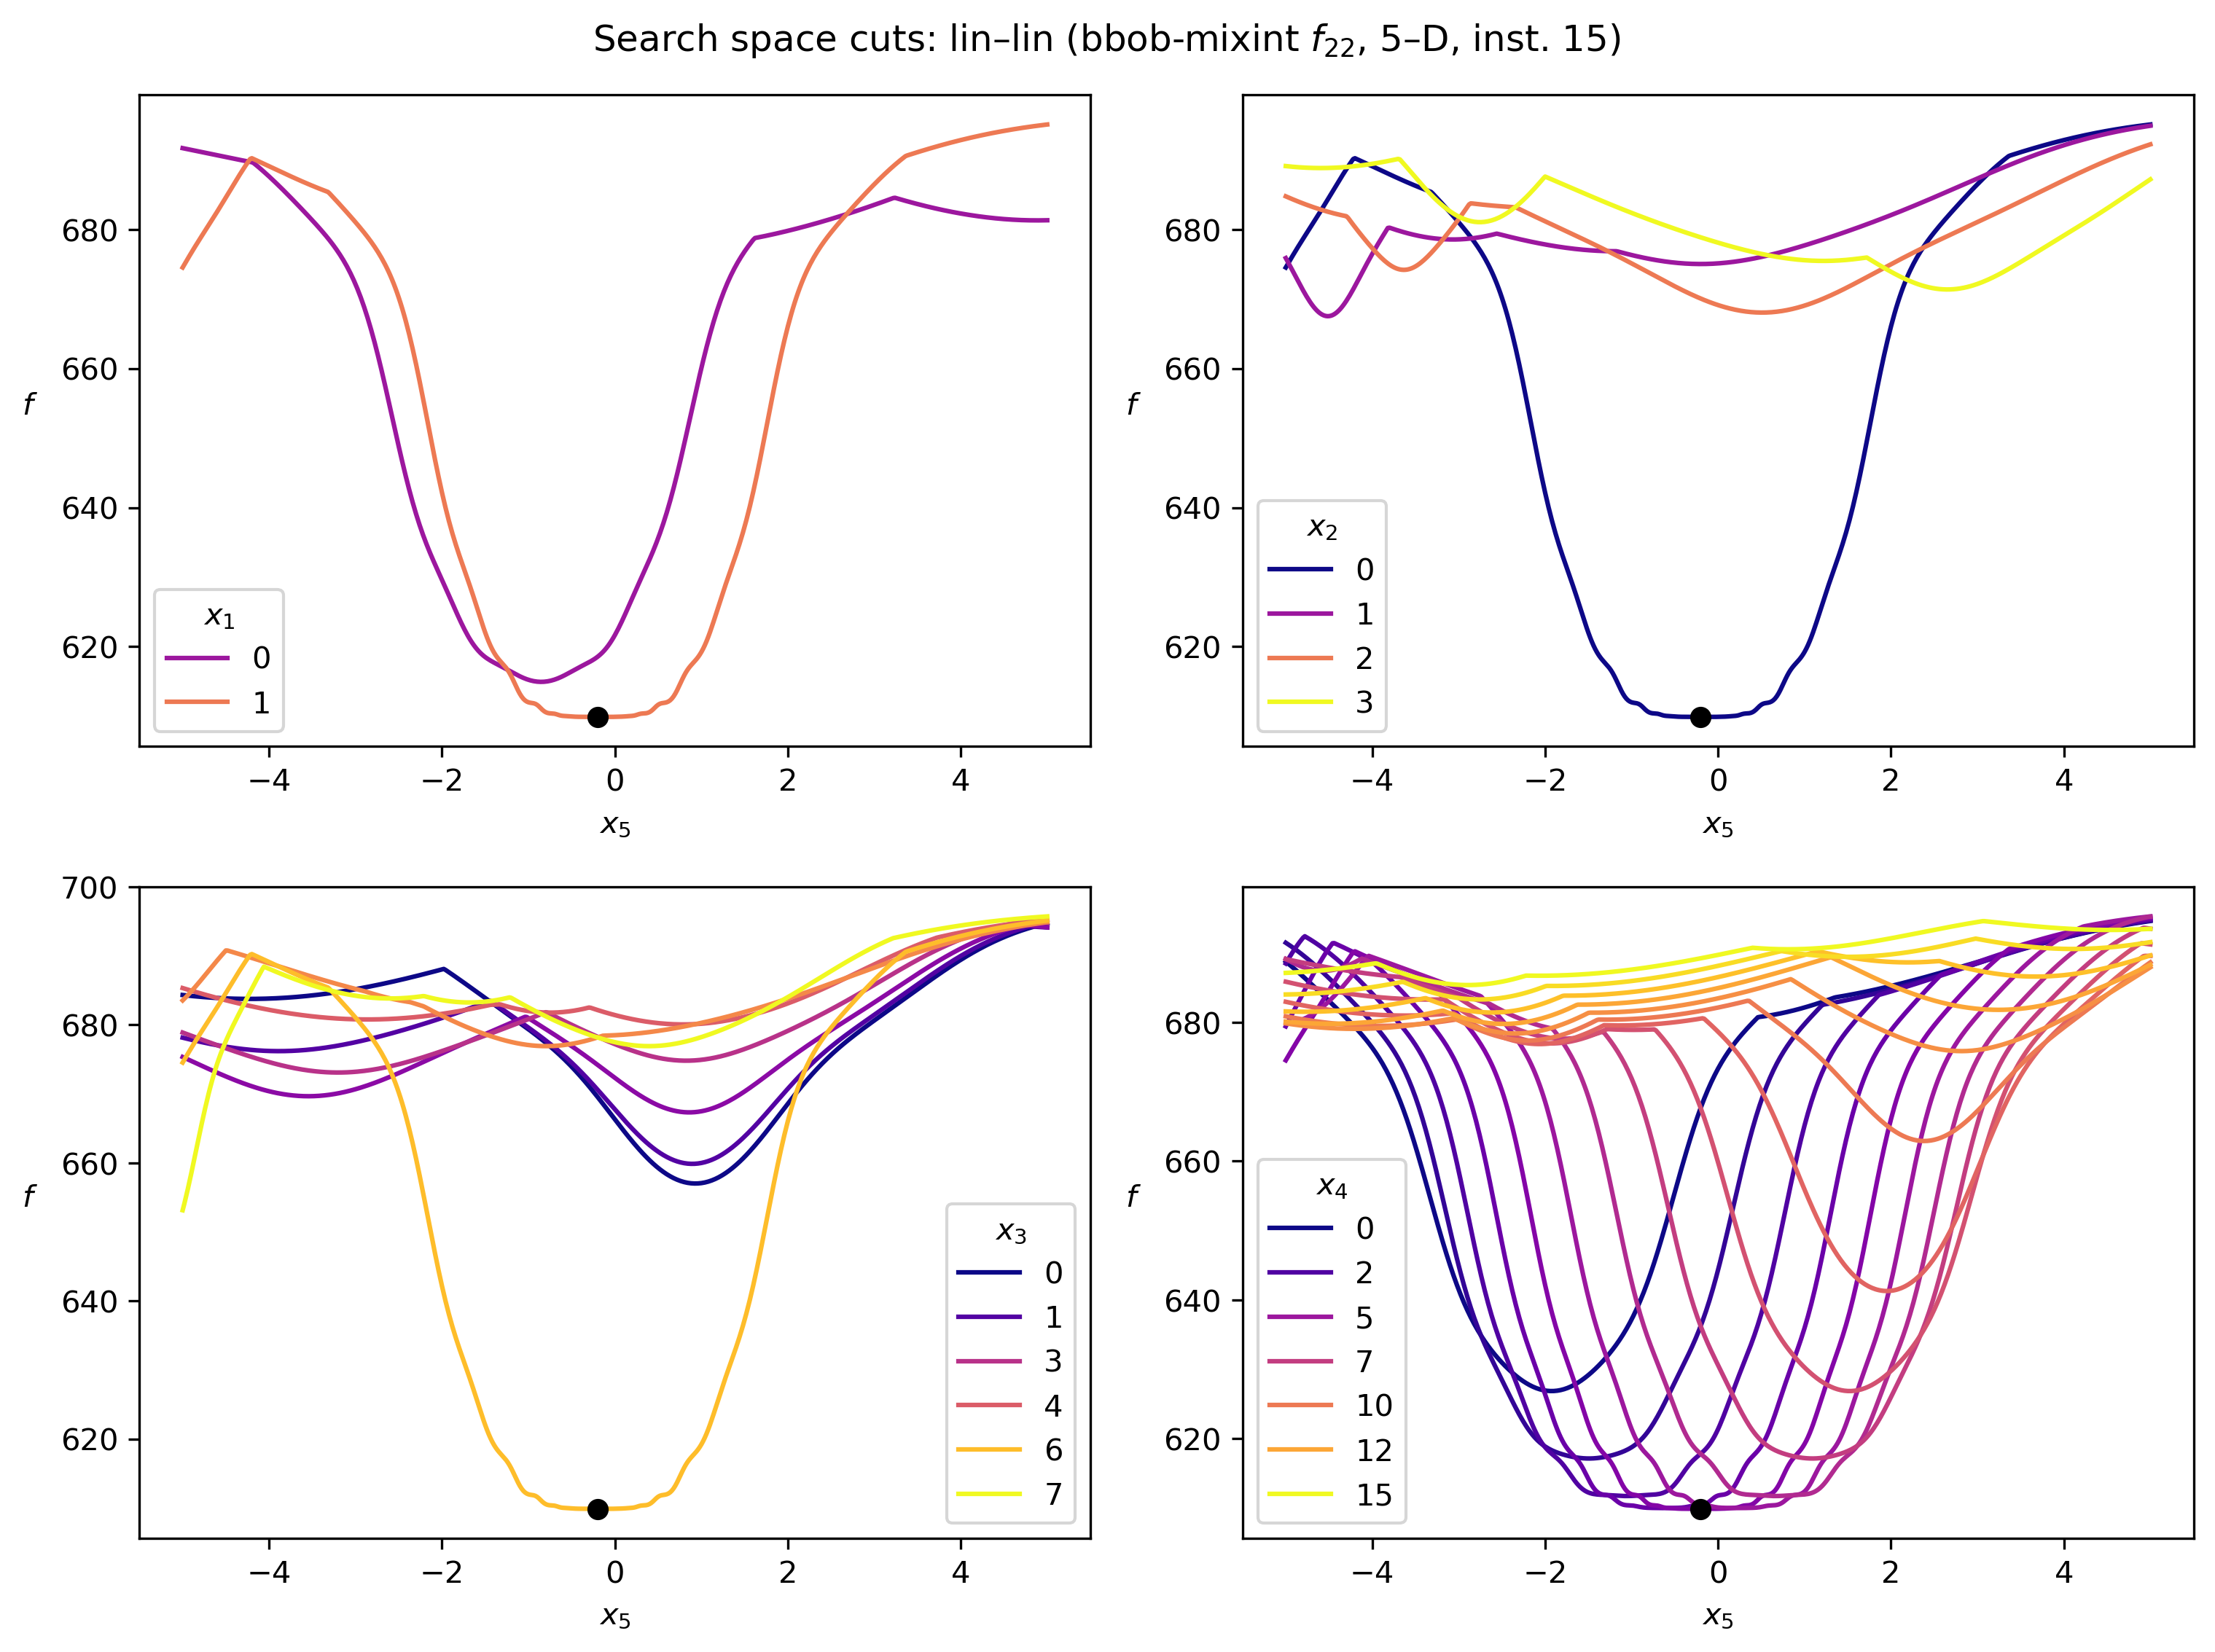 Search space cuts: lin–lin (bbob-mixint f22, 5–D, inst. 15)
680
660
640
620
f
−4 −2 0 2 4
x5
x1
0
1
680
660
640
620
f
−4 −2 0 2 4
x5
x2
0
1
2
3
700
680
660
640
620
f
−4 −2 0 2 4
x5
x3
0
1
3
4
6
7
680
660
640
620
f
−4 −2 0 2 4
x5
x4
0
2
5
7
10
12
15